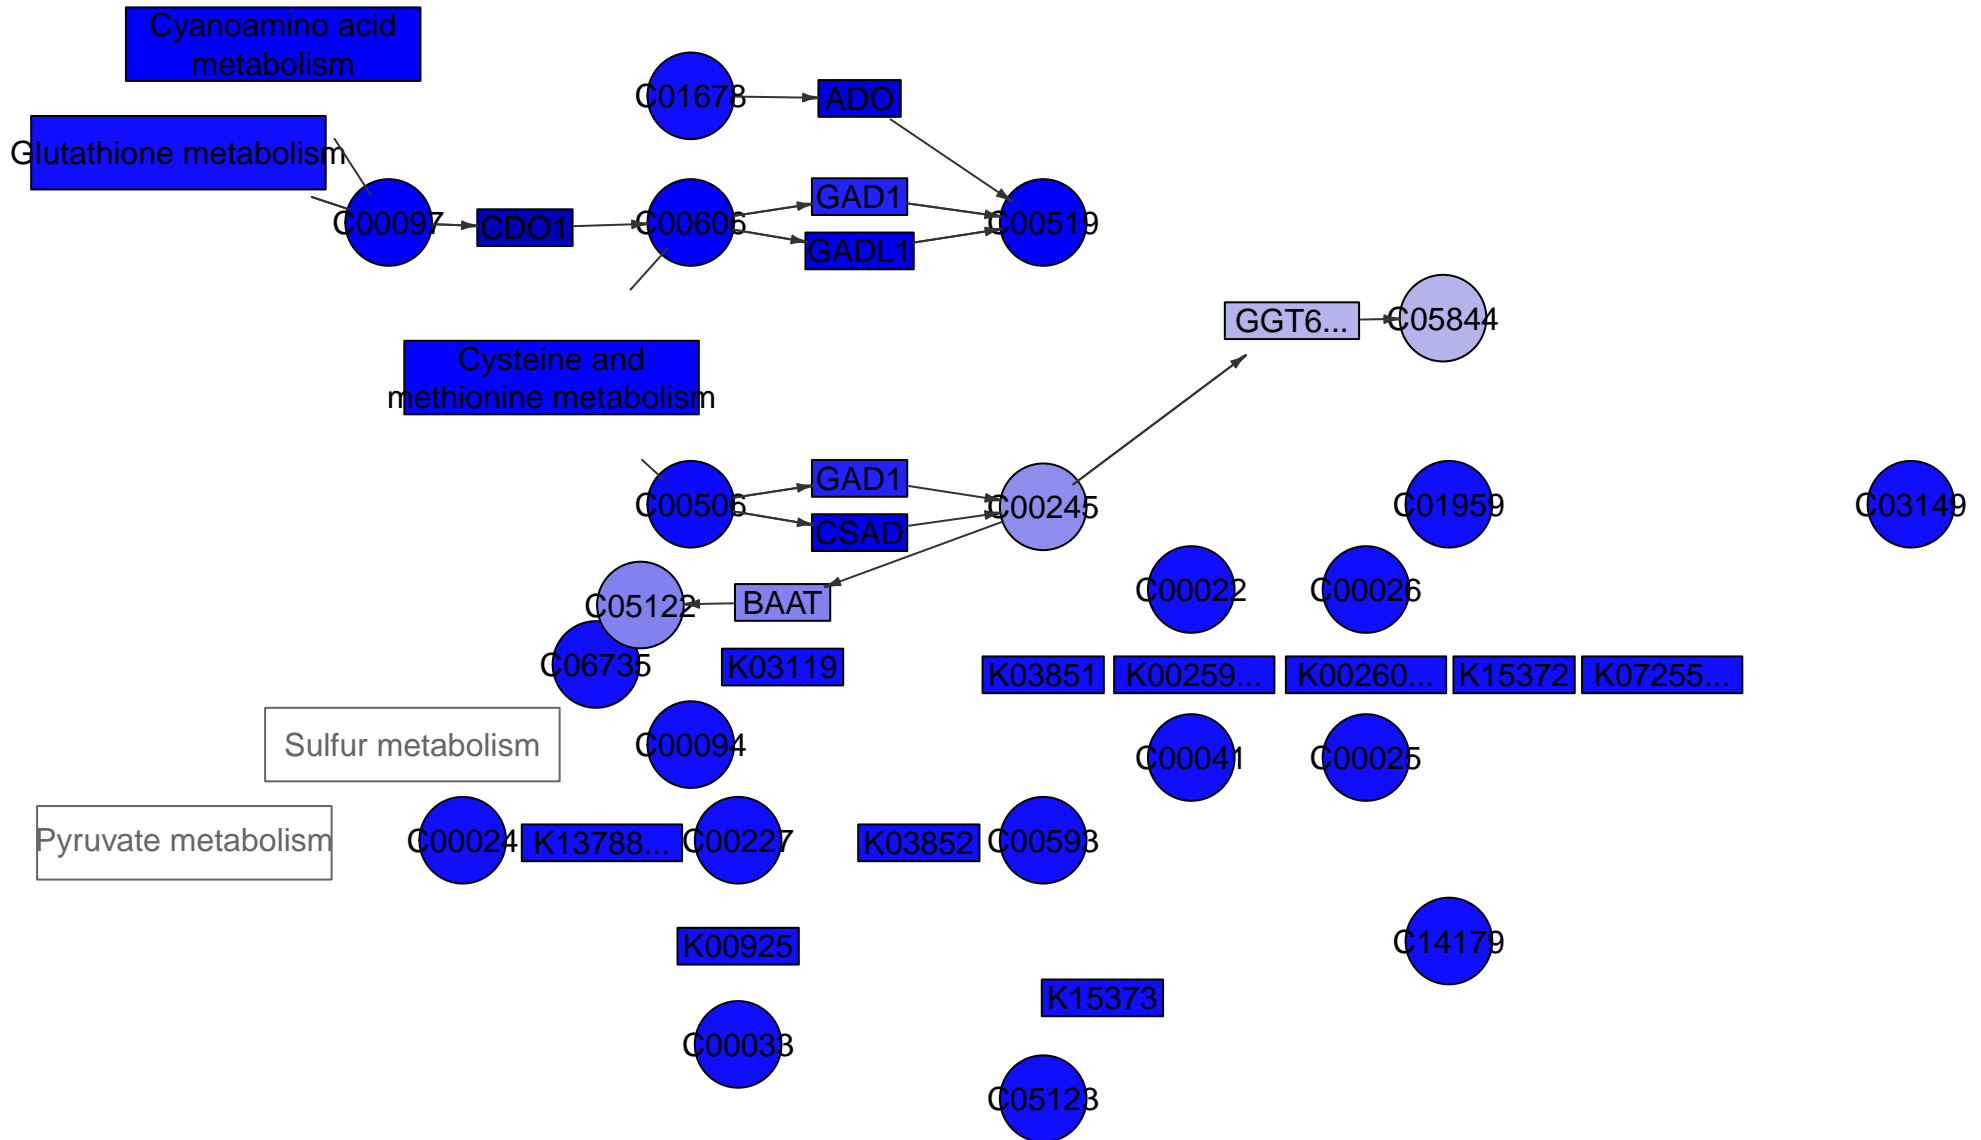 Cyanoamino acid
metabolism
C01678
ADO
Glutathione metabolism
C00097
CDO1
C00606
GAD1
GADL1
C00519
GGT6...
C05844
Cysteine and
methionine metabolism
C00506
GAD1
CSAD
C00245
C01959
C03149
C05122
BAAT
C00022
C00026
C06735
K03119
K03851
K00259...
K00260...
K15372
K07255...
Sulfur metabolism
C00094
C00041
C00025
Pyruvate metabolism
C00024
K13788...
C00227
K03852
C00593
K00925
C14179
K15373
C00033
C05123